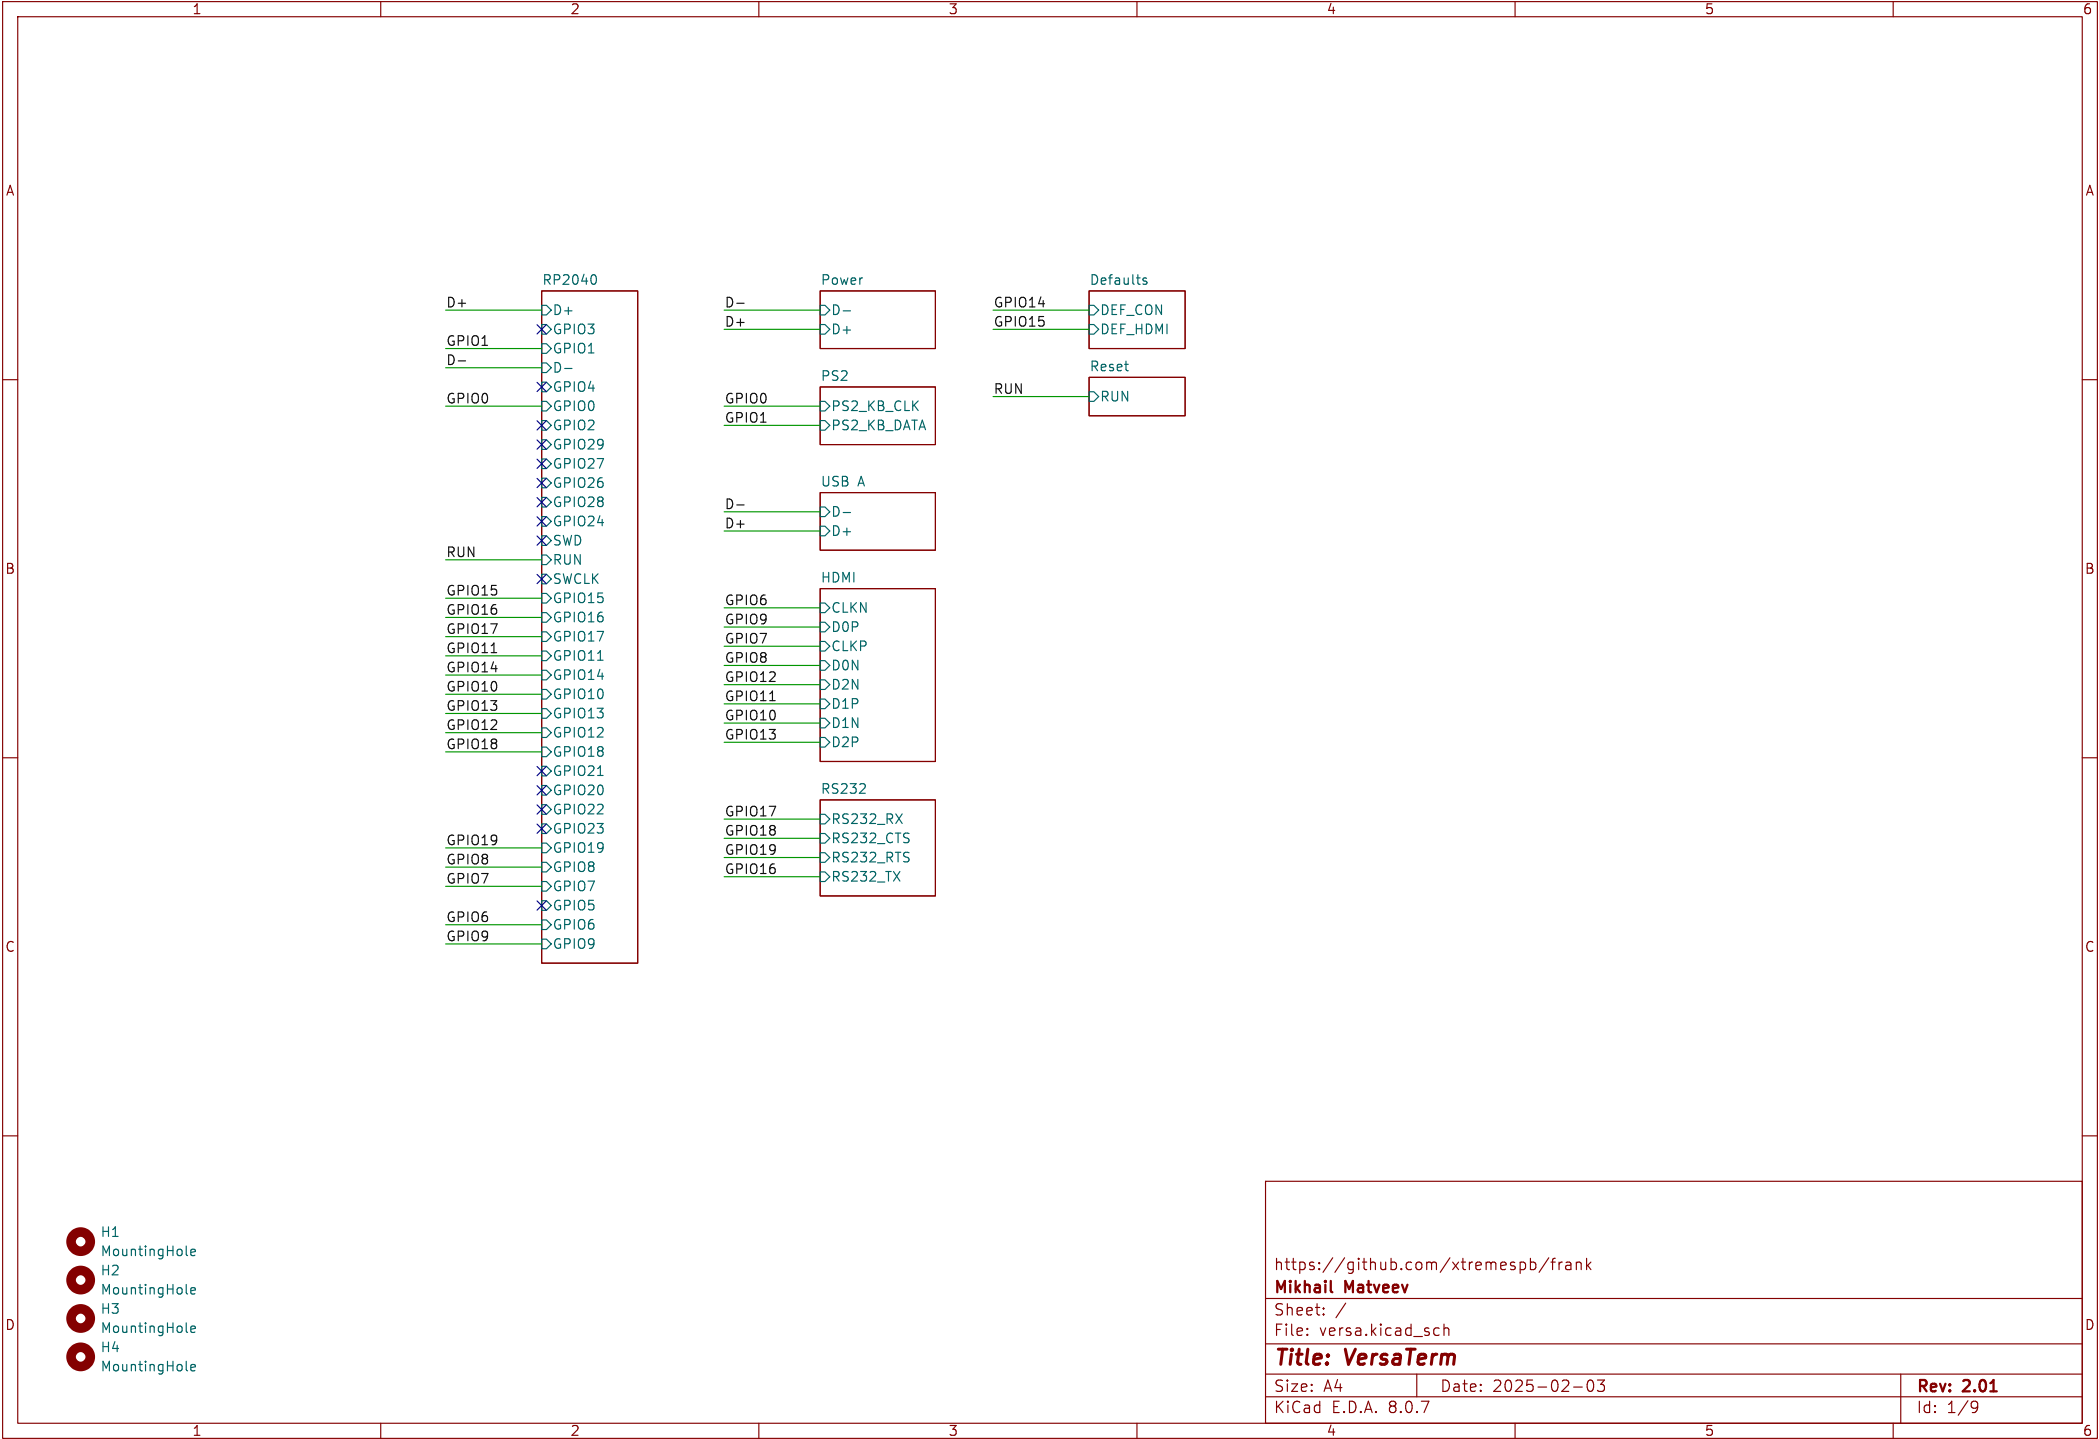 1 2 3 4 5 6
A A
B B
C C
D D
RP2040
D+
D+
GPIO3
GPIO1
GPIO1
D-
D-
GPIO4
GPIO0
GPIO0
GPIO2
GPIO29
GPIO27
GPIO26
GPIO28
GPIO24
SWD
RUN
RUN
SWCLK
GPIO15
GPIO15
GPIO16
GPIO16
GPIO17
GPIO17
GPIO11
GPIO11
GPIO14
GPIO14
GPIO10
GPIO10
GPIO13
GPIO13
GPIO12
GPIO12
GPIO18
GPIO18
GPIO21
GPIO20
GPIO22
GPIO23
GPIO19
GPIO19
GPIO8
GPIO8
GPIO7
GPIO7
GPIO5
GPIO6
GPIO6
GPIO9
GPIO9
Power
D-
D-
D+
D+
PS2
GPIO0
PS2_KB_CLK
GPIO1
PS2_KB_DATA
USB A
D-
D-
D+
D+
HDMI
GPIO6
CLKN
GPIO9
D0P
GPIO7
CLKP
GPIO8
D0N
GPIO12
D2N
GPIO11
D1P
GPIO10
D1N
GPIO13
D2P
RS232
GPIO17
RS232_RX
GPIO18
RS232_CTS
GPIO19
RS232_RTS
GPIO16
RS232_TX
Defaults
GPIO14
DEF_CON
GPIO15
DEF_HDMI
Reset
RUN
RUN
H1
MountingHole
H2
MountingHole
H3
MountingHole
H4
MountingHole
https://github.com/xtremespb/frank
Mikhail Matveev
Sheet: /
File: versa.kicad_sch
Title: VersaTerm
Size: A4 Date: 2025-02-03 Rev: 2.01
KiCad E.D.A. 8.0.7 Id: 1/9
1 2 3 4 5 6